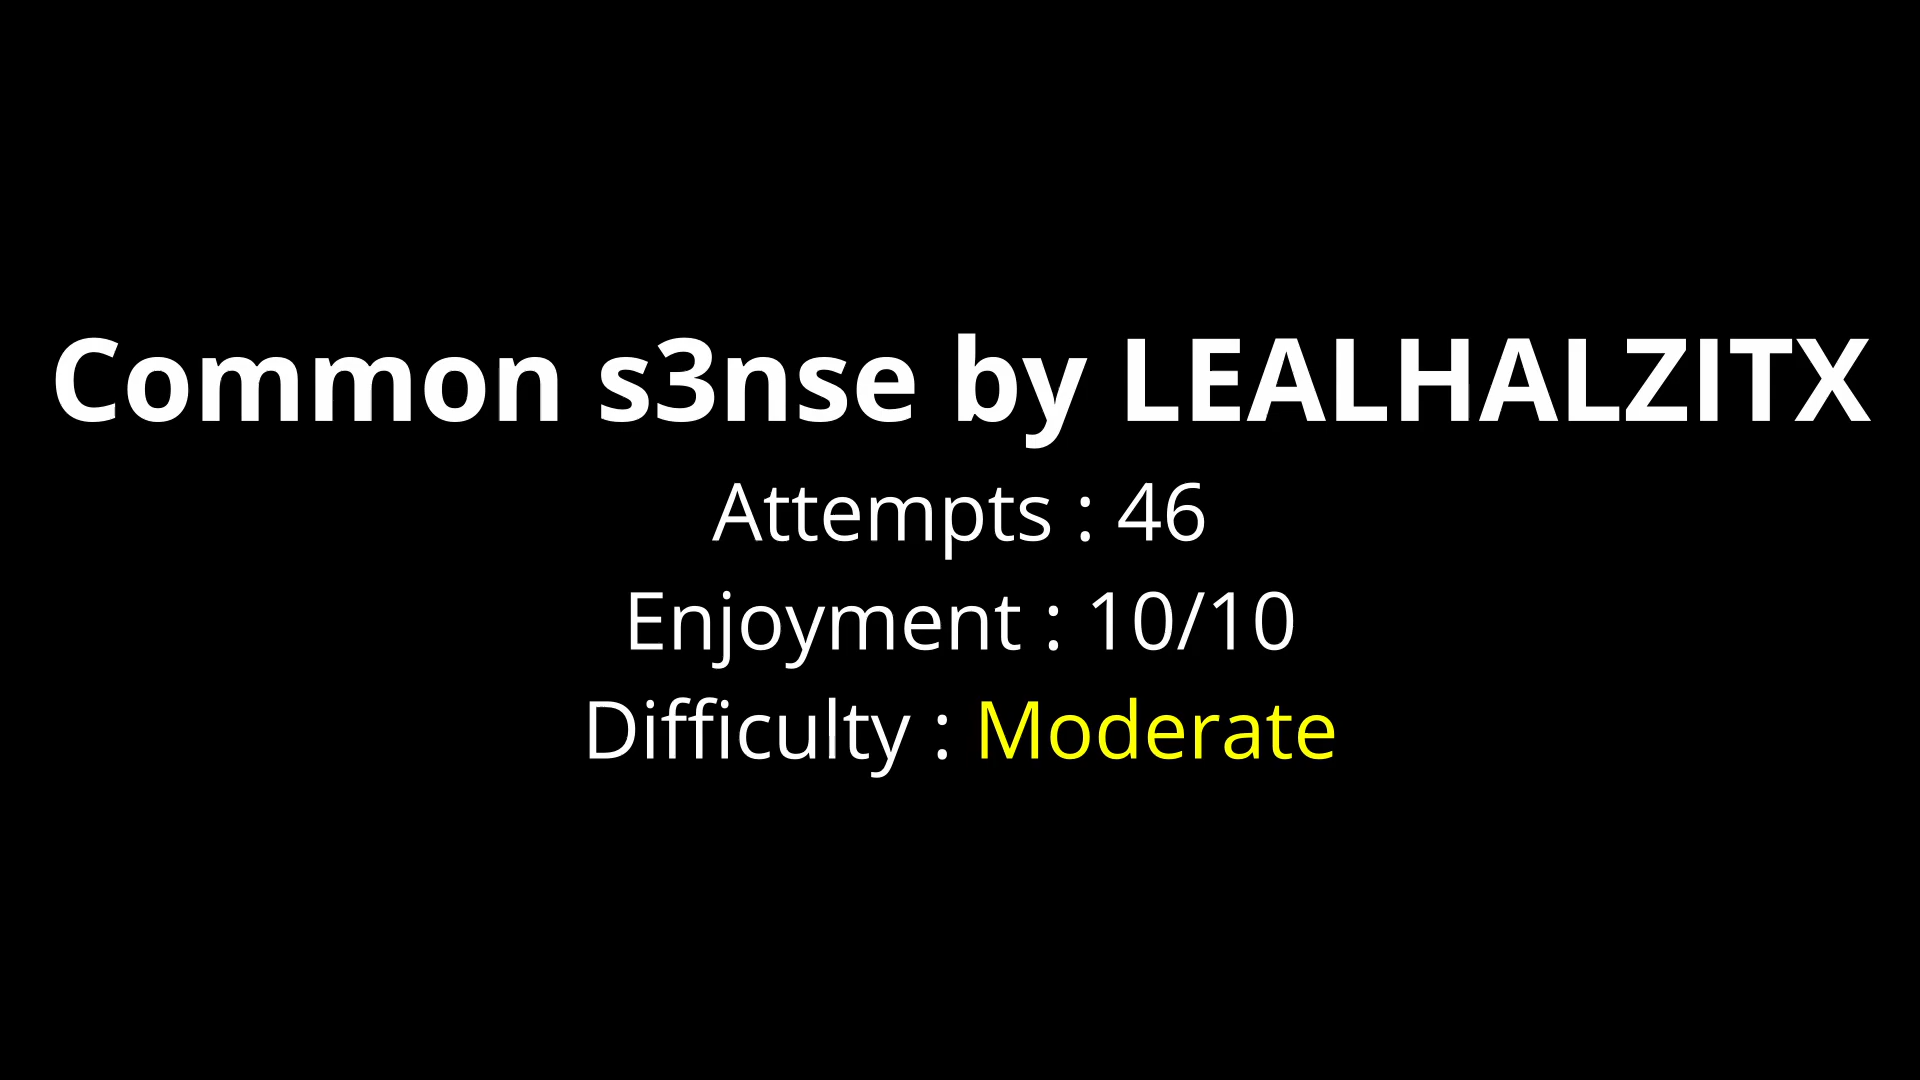 Common s3nse by LEALHALZITX
Attempts : 46
Enjoyment : 10/10
Difficulty : Moderate